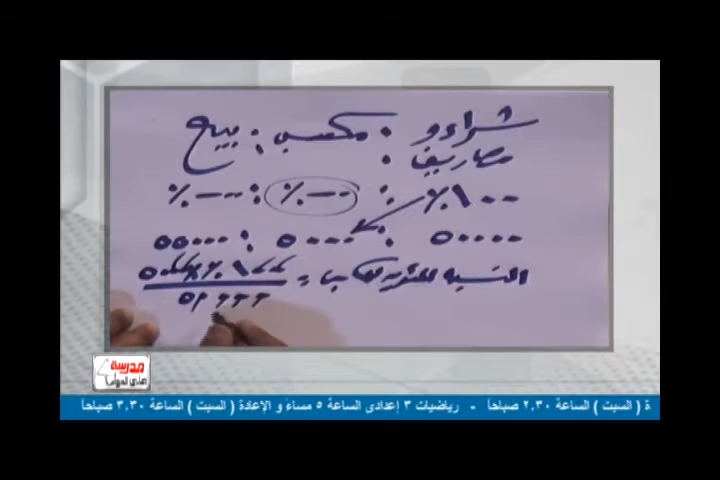 شراء و : مكسب : بيع
مصاريف :
١٠٠٪ : --٪ : ---٪
٥٠٠٠٠ : ٥٠٠٠ : ٥٥٠٠٠
النسبة المئوية للمكسب =
مدرسة
على الهواء
ة ( السبت ) الساعة ٢,٣٠ صباحا - رياضيات ٣ إعدادى الساعة ٥ مساءً و الإعادة ( السبت ) الساعة ٣,٣٠ صباحا